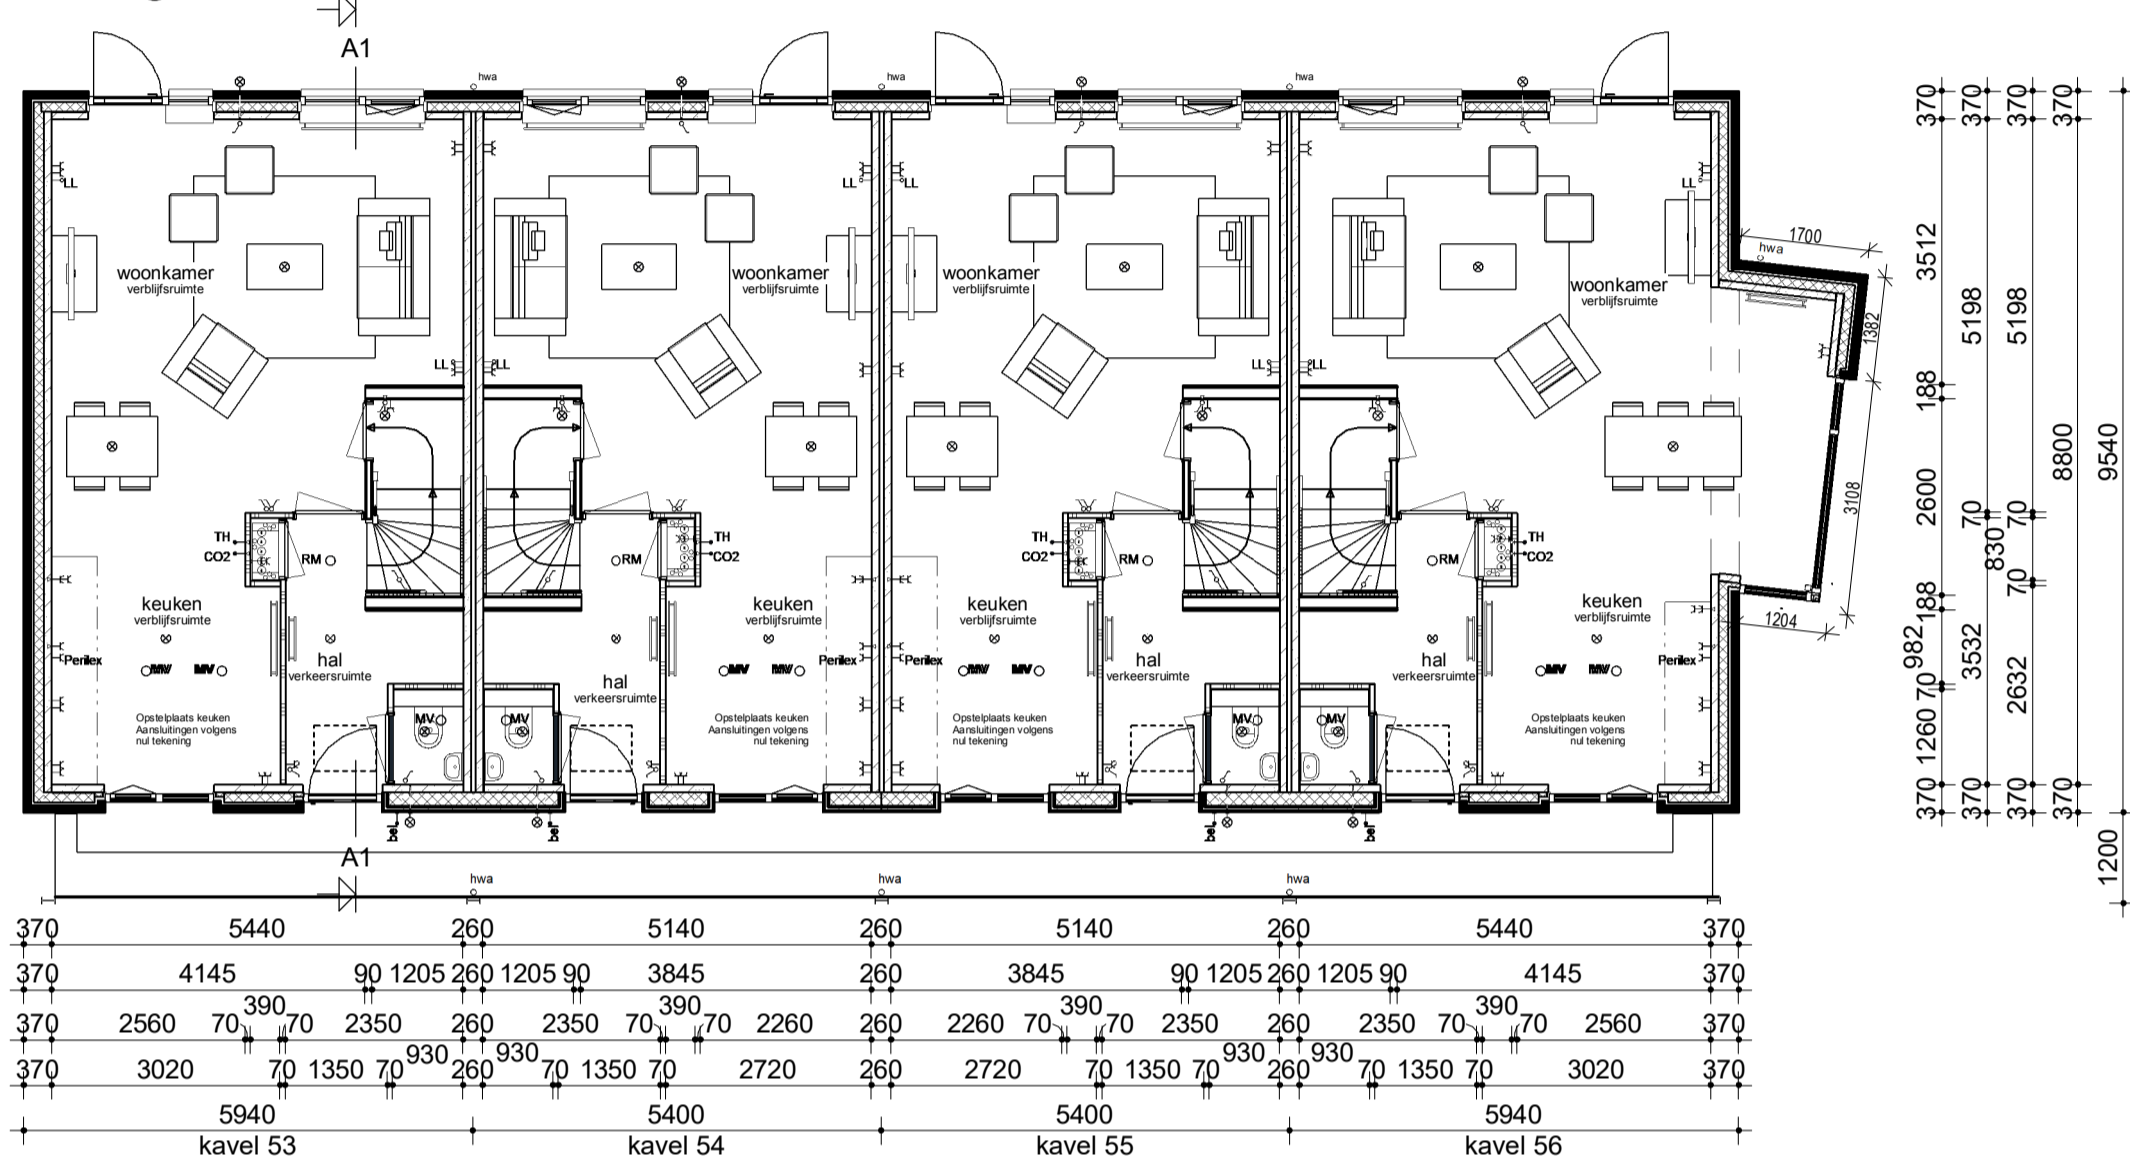 A1
hwa hwa hwa
LL LL LL LL
1700
hwa
woonkamer woonkamer woonkamer woonkamer
verblijfsruimte verblijfsruimte verblijfsruimte verblijfsruimte
1382
LL LL LL LL
3108
TH TH TH TH
CO2 CO2 CO2 CO2
RM RM RM RM
keuken keuken keuken keuken
verblijfsruimte verblijfsruimte verblijfsruimte verblijfsruimte
1204
hal hal hal hal
verkeersruimte verkeersruimte verkeersruimte verkeersruimte
Perilex Perilex Perilex Perilex
MV MV MV MV MV MV MV MV
MV MV MV MV
Opstelplaats keuken Opstelplaats keuken Opstelplaats keuken Opstelplaats keuken
Aansluitingen volgens Aansluitingen volgens Aansluitingen volgens Aansluitingen volgens
nul tekening nul tekening nul tekening nul tekening
bel bel bel bel
A1
hwa hwa hwa
370 3512 188 2600 188 982 70 1260 370
370 5198 70 830 3532 370
370 5198 70 70 2632 370
370 8800 370
9540 1200
370 5440 260 5140 260 5140 260 5440 370
370 4145 90 1205 260 1205 90 3845 260 3845 90 1205 260 1205 90 4145 370
390 390 390 390
370 2560 70 70 2350 260 2350 70 70 2260 260 2260 70 70 2350 260 2350 70 70 2560 370
930 930 930 930
370 3020 70 1350 70 260 70 1350 70 2720 260 2720 70 1350 70 260 70 1350 70 3020 370
5940 5400 5400 5940
kavel 53 kavel 54 kavel 55 kavel 56